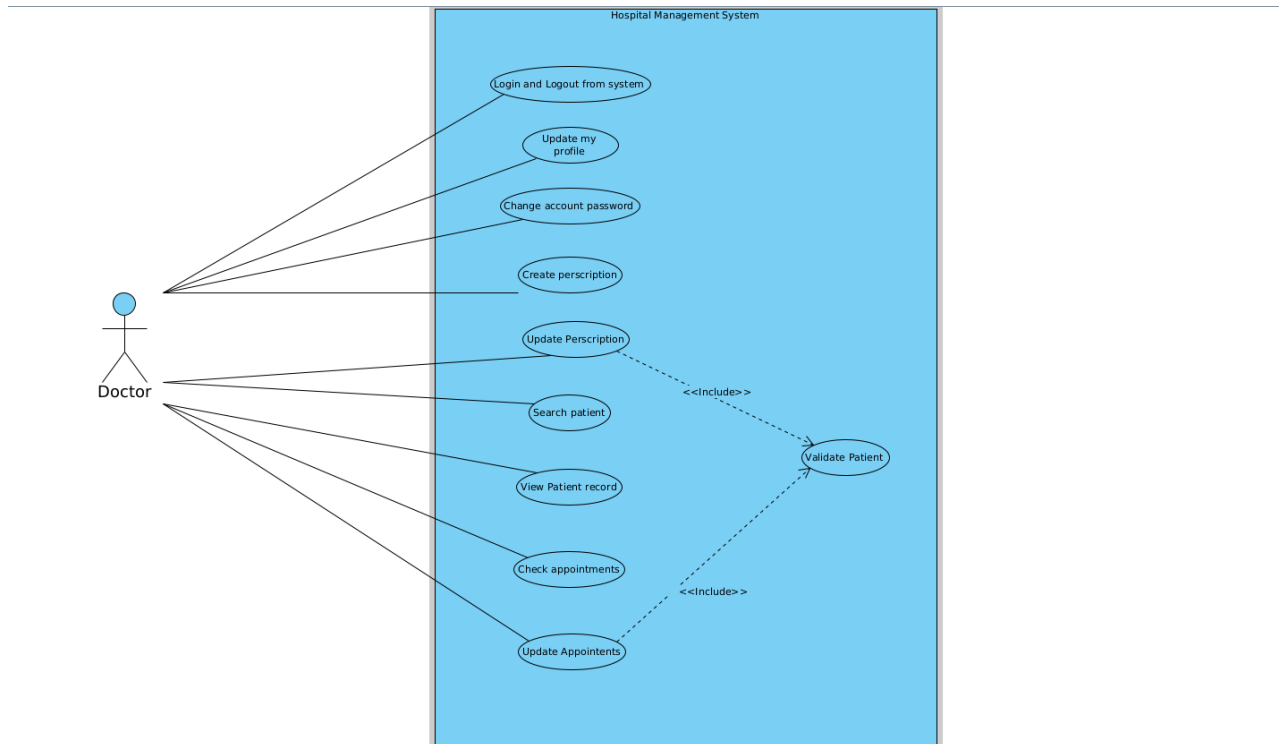 Hospital Management System
Login and Logout from system
Update my
profile
Change account password
Create perscription
Update Perscription
<<Include>>
Doctor
Search patient
Validate Patient
View Patient record
Check appointments
<<Include>>
Update Appointents